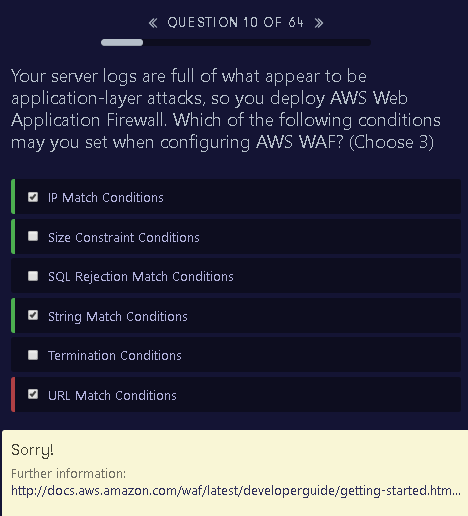 « QUESTION 10 OF 64 »
Your server logs are full of what appear to be
application-layer attacks, so you deploy AWS Web
Application Firewall. Which of the following conditions
may you set when configuring AWS WAF? (Choose 3)
IP Match Conditions
Size Constraint Conditions
SQL Rejection Match Conditions
String Match Conditions
Termination Conditions
URL Match Conditions
Sorry!
Further information:
http://docs.aws.amazon.com/waf/latest/developerguide/getting-started.htm...